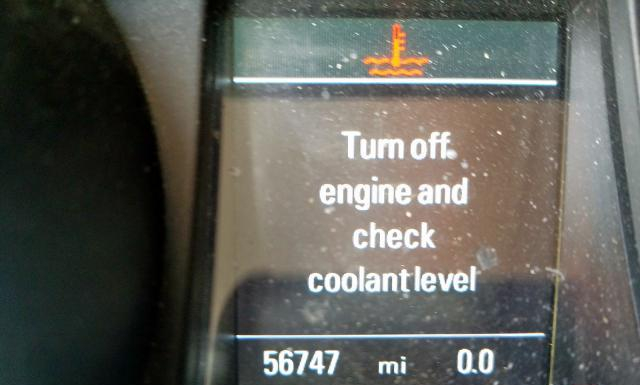 Turn off
engine and
check
coolant level
56747 mi 0.0